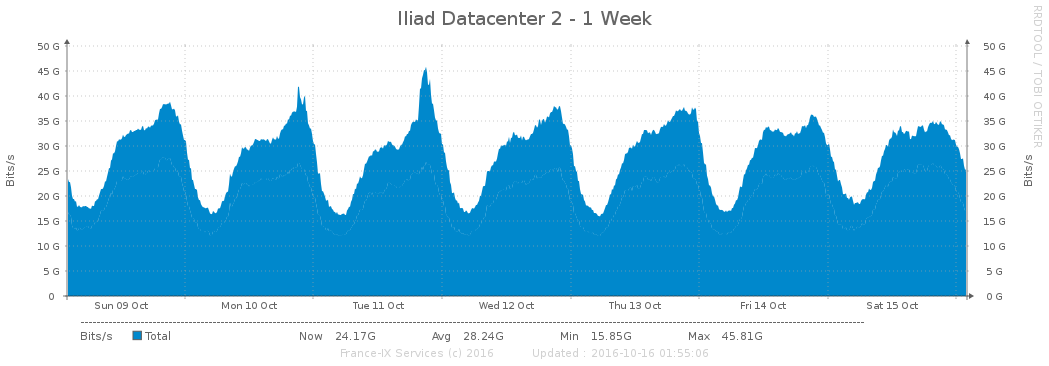 Iliad Datacenter 2 - 1 Week
RRDTOOL / TOBI OETIKER
Bits/s
Bits/s
50 G 50 G
45 G 45 G
40 G 40 G
35 G 35 G
30 G 30 G
25 G 25 G
20 G 20 G
15 G 15 G
10 G 10 G
5 G 5 G
0 0 G
Sun 09 Oct Mon 10 Oct Tue 11 Oct Wed 12 Oct Thu 13 Oct Fri 14 Oct Sat 15 Oct
Bits/s Total Now 24.17G Avg 28.24G Min 15.85G Max 45.81G
France-IX Services (c) 2016 Updated : 2016-10-16 01:55:06